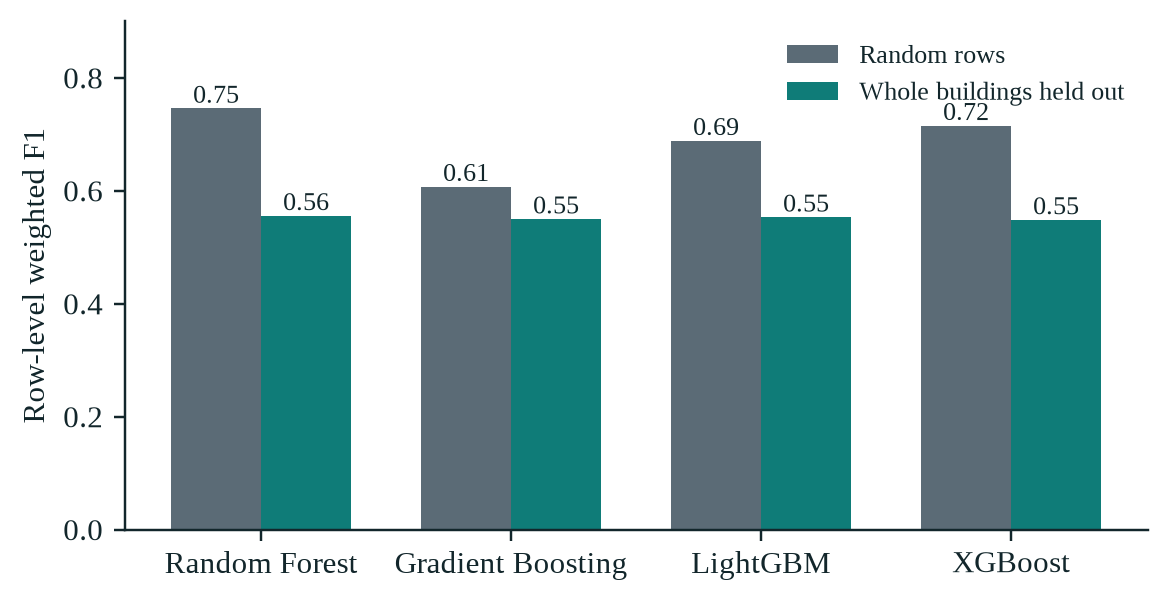 Random rows
Whole buildings held out
Row-level weighted F1
0.8
0.6
0.4
0.2
0.0
0.75
0.56
0.61
0.55
0.69
0.55
0.72
0.55
Random Forest
Gradient Boosting
LightGBM
XGBoost